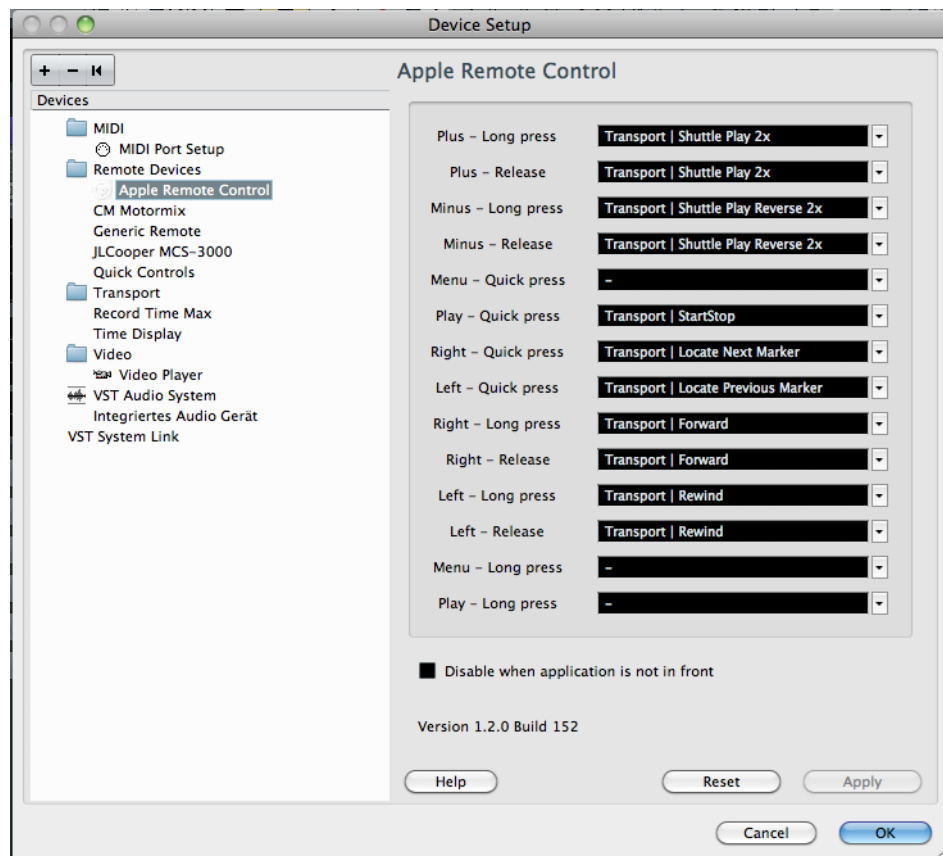 Device Setup
+ −
Devices
MIDI
MIDI Port Setup
Remote Devices
Apple Remote Control
CM Motormix
Generic Remote
JLCooper MCS-3000
Quick Controls
Transport
Record Time Max
Time Display
Video
Video Player
VST Audio System
Integriertes Audio Gerät
VST System Link
Apple Remote Control
Plus – Long press Transport | Shuttle Play 2x
Plus – Release Transport | Shuttle Play 2x
Minus – Long press Transport | Shuttle Play Reverse 2x
Minus – Release Transport | Shuttle Play Reverse 2x
Menu – Quick press –
Play – Quick press Transport | StartStop
Right – Quick press Transport | Locate Next Marker
Left – Quick press Transport | Locate Previous Marker
Right – Long press Transport | Forward
Right – Release Transport | Forward
Left – Long press Transport | Rewind
Left – Release Transport | Rewind
Menu – Long press –
Play – Long press –
Disable when application is not in front
Version 1.2.0 Build 152
Help Reset Apply
Cancel OK